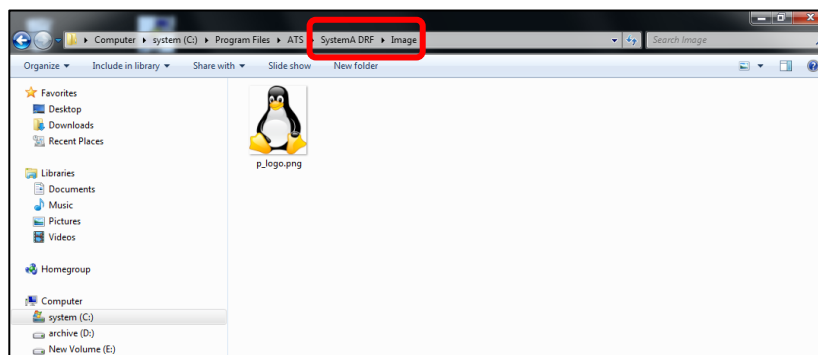 Computer ▸ system (C:) ▸ Program Files ▸ ATS ▸ SystemA DRF ▸ Image
Search Image
Organize ▾ Include in library ▾ Share with ▾ Slide show New folder
Favorites
Desktop
Downloads
Recent Places
p_logo.png
Libraries
Documents
Music
Pictures
Videos
Homegroup
Computer
system (C:)
archive (D:)
New Volume (E:)